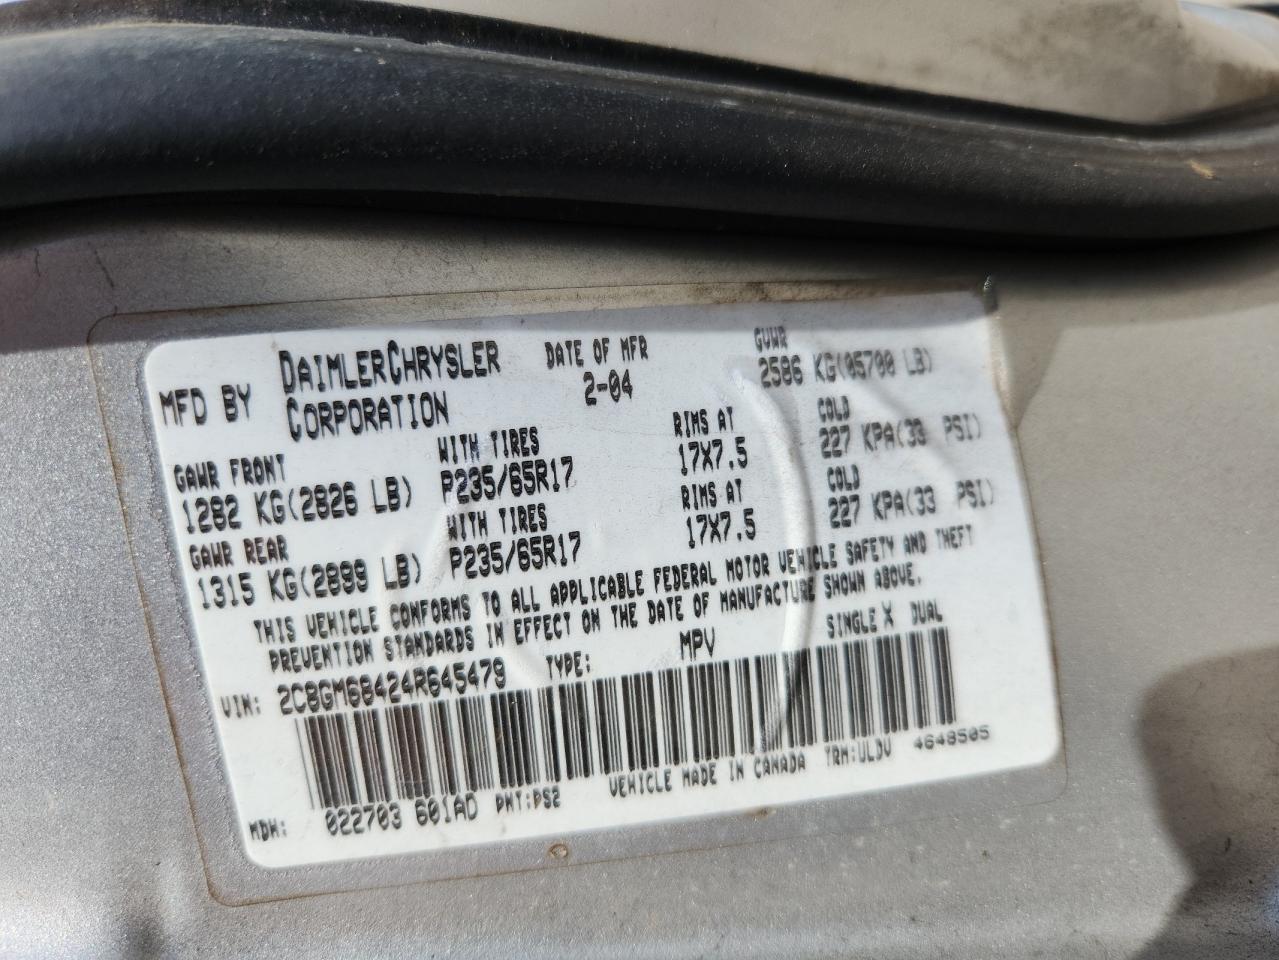 MFD BY DAIMLERCHRYSLER CORPORATION
DATE OF MFR 2-04
GVWR 2586 KG(05700 LB)
GAWR FRONT WITH TIRES RIMS AT COLD
1282 KG(2826 LB) P235/65R17 17X7.5 227 KPA(33 PSI)
GAWR REAR WITH TIRES RIMS AT COLD
1315 KG(2899 LB) P235/65R17 17X7.5 227 KPA(33 PSI)
THIS VEHICLE CONFORMS TO ALL APPLICABLE FEDERAL MOTOR VEHICLE SAFETY AND THEFT
PREVENTION STANDARDS IN EFFECT ON THE DATE OF MANUFACTURE SHOWN ABOVE.
VIN: 2C8GM68424R645479 TYPE: MPV SINGLE X DUAL
MDH: 022703 601AD PNT:PS2 VEHICLE MADE IN CANADA TRM:ULDV 4648505